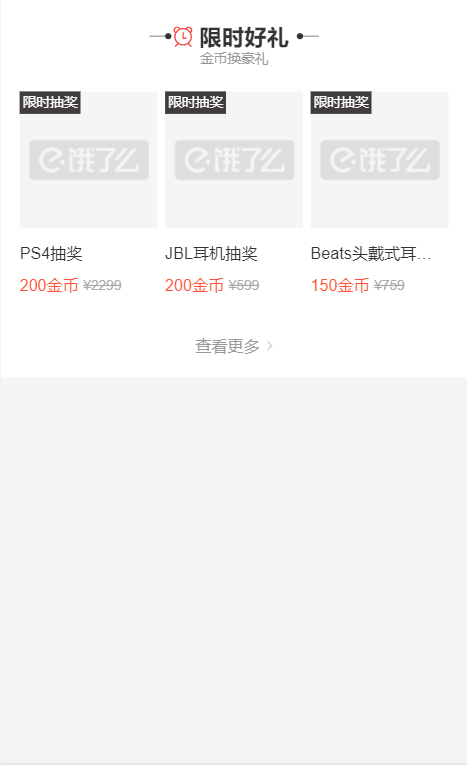 限时好礼
金币换豪礼
限时抽奖 限时抽奖 限时抽奖
饿了么 饿了么 饿了么
PS4抽奖 JBL耳机抽奖 Beats头戴式耳...
200金币 ¥2299 200金币 ¥599 150金币 ¥759
查看更多 >